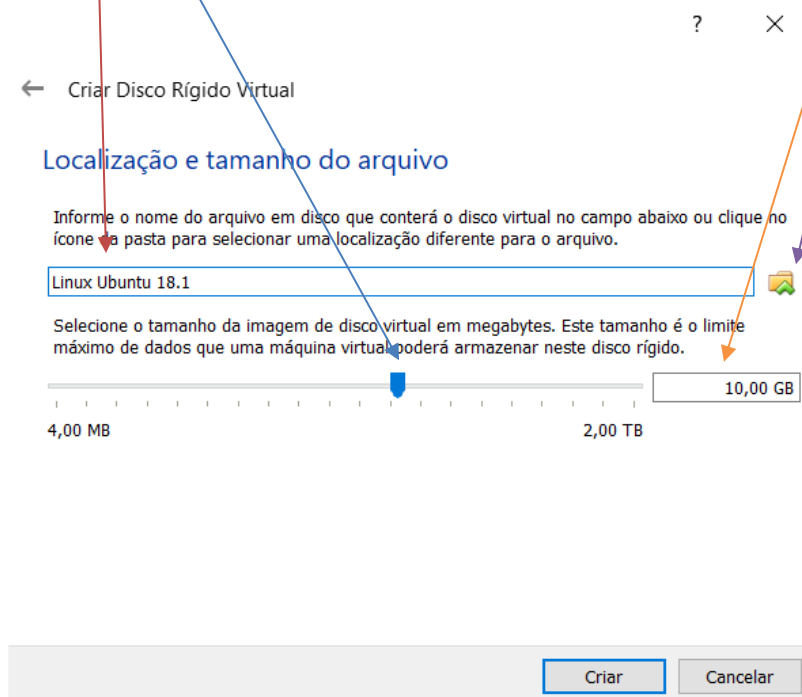 ?
Criar Disco Rígido Virtual
Localização e tamanho do arquivo
Informe o nome do arquivo em disco que conterá o disco virtual no campo abaixo ou clique no
ícone da pasta para selecionar uma localização diferente para o arquivo.
Linux Ubuntu 18.1
Selecione o tamanho da imagem de disco virtual em megabytes. Este tamanho é o limite
máximo de dados que uma máquina virtual poderá armazenar neste disco rígido.
10,00 GB
4,00 MB 2,00 TB
Criar Cancelar